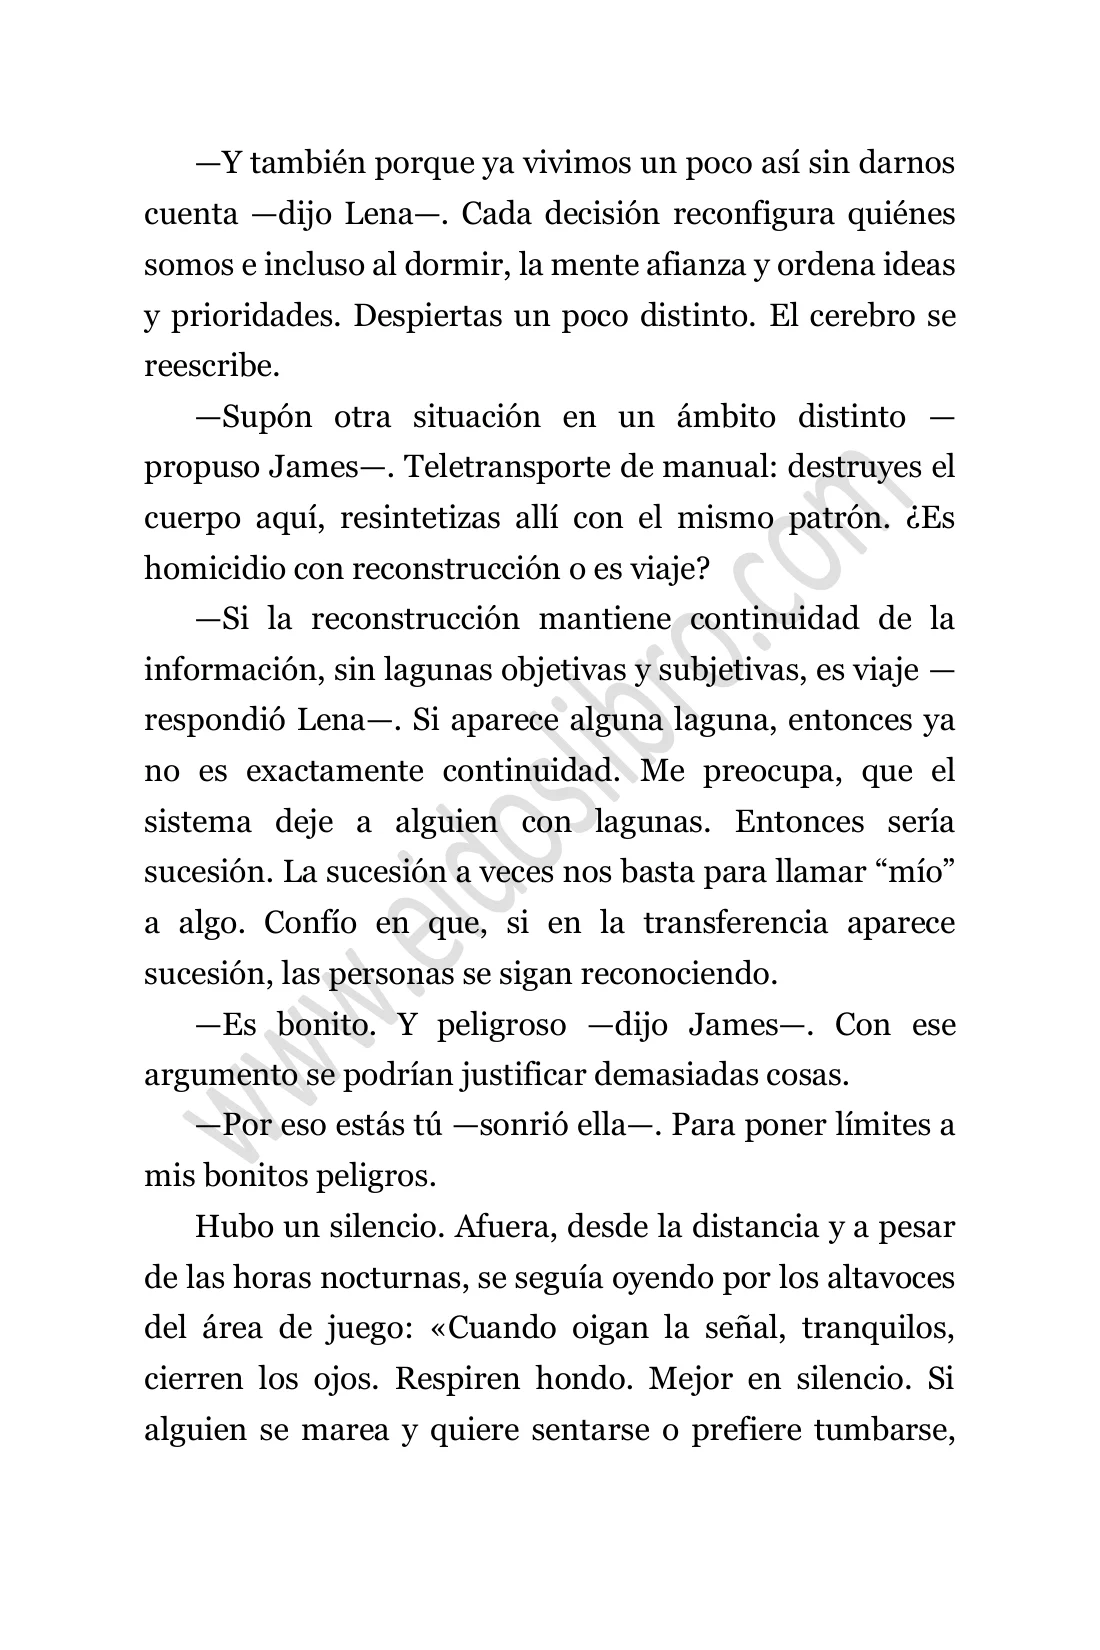 —Y también porque ya vivimos un poco así sin darnos
cuenta —dijo Lena—. Cada decisión reconfigura quiénes
somos e incluso al dormir, la mente afianza y ordena ideas
y prioridades. Despiertas un poco distinto. El cerebro se
reescribe.
—Supón otra situación en un ámbito distinto —
propuso James—. Teletransporte de manual: destruyes el
cuerpo aquí, resintetizas allí con el mismo patrón. ¿Es
homicidio con reconstrucción o es viaje?
—Si la reconstrucción mantiene continuidad de la
información, sin lagunas objetivas y subjetivas, es viaje —
respondió Lena—. Si aparece alguna laguna, entonces ya
no es exactamente continuidad. Me preocupa, que el
sistema deje a alguien con lagunas. Entonces sería
sucesión. La sucesión a veces nos basta para llamar “mío”
a algo. Confío en que, si en la transferencia aparece
sucesión, las personas se sigan reconociendo.
—Es bonito. Y peligroso —dijo James—. Con ese
argumento se podrían justificar demasiadas cosas.
—Por eso estás tú —sonrió ella—. Para poner límites a
mis bonitos peligros.
Hubo un silencio. Afuera, desde la distancia y a pesar
de las horas nocturnas, se seguía oyendo por los altavoces
del área de juego: «Cuando oigan la señal, tranquilos,
cierren los ojos. Respiren hondo. Mejor en silencio. Si
alguien se marea y quiere sentarse o prefiere tumbarse,
www.eidoslibro.com